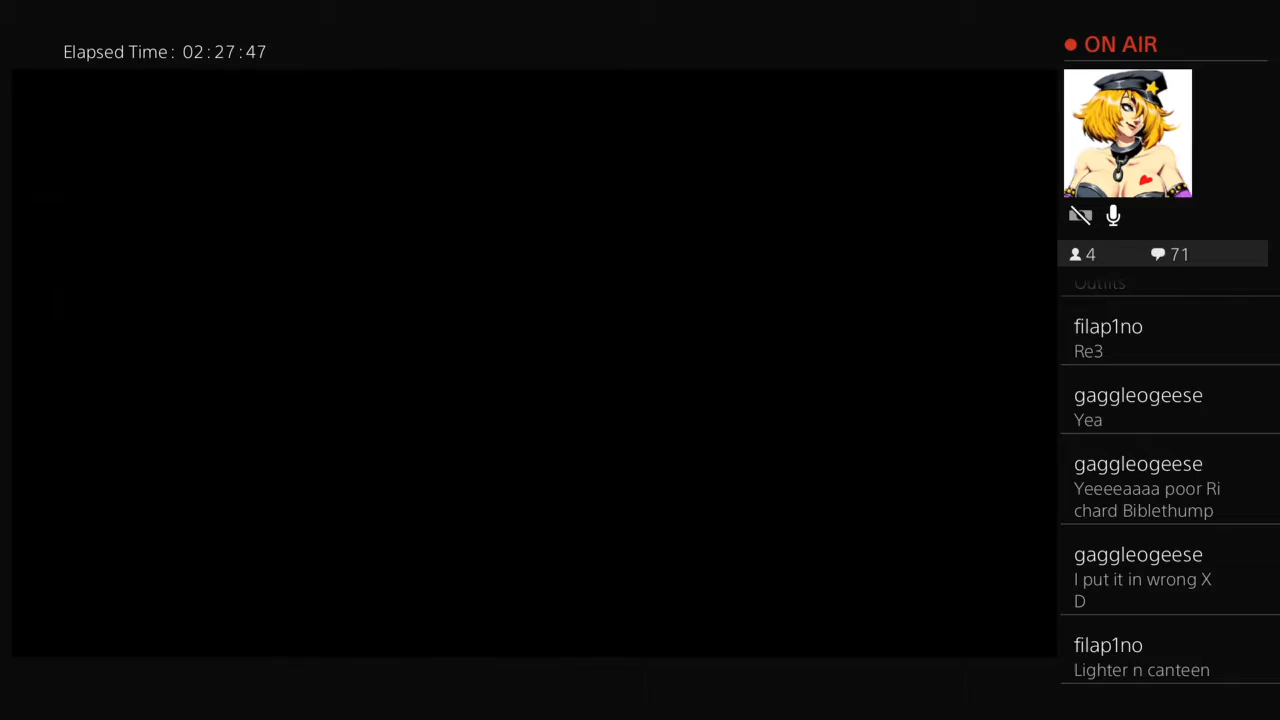 Elapsed Time: 02:27:47
ON AIR
4 71
Outfits
filap1no
Re3
gaggleogeese
Yea
gaggleogeese
Yeeeeaaaa poor Ri
chard Biblethump
gaggleogeese
I put it in wrong X
D
filap1no
Lighter n canteen